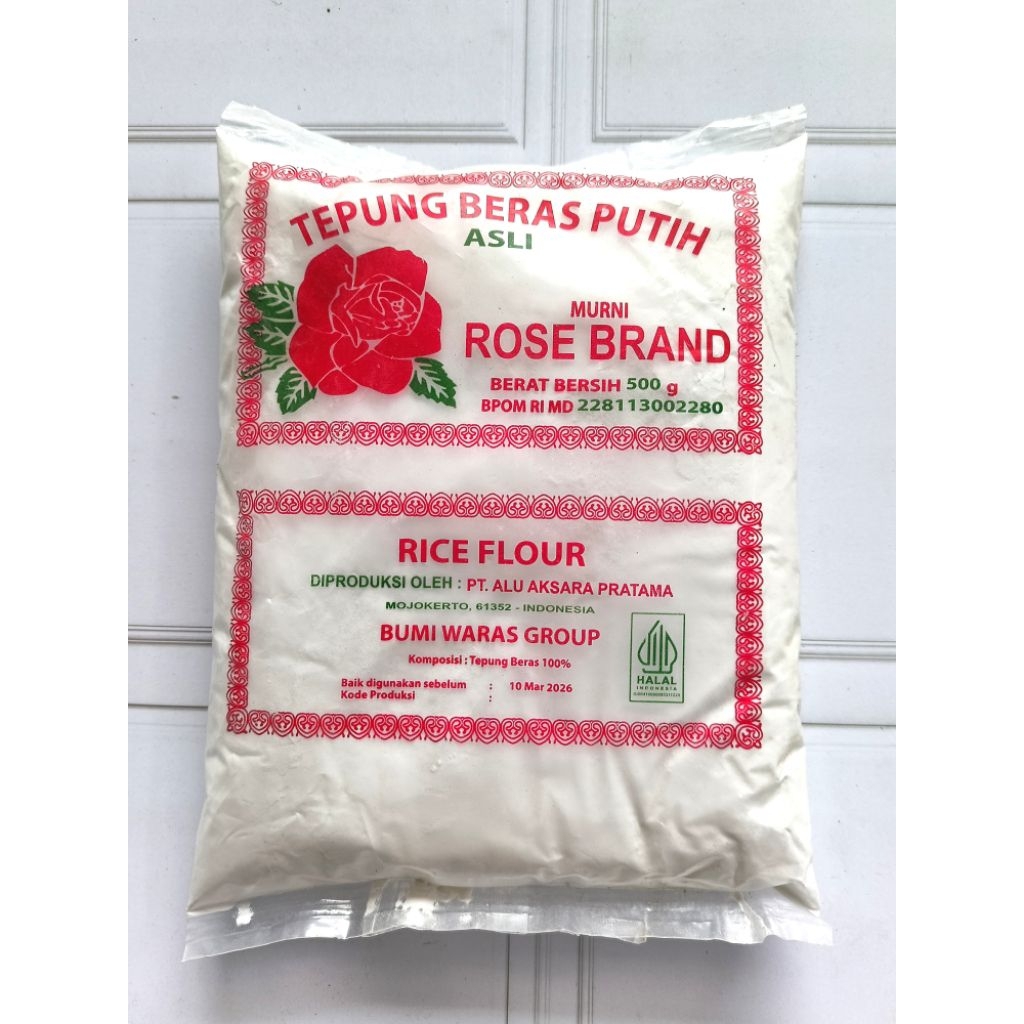 TEPUNG BERAS PUTIH
ASLI
MURNI
ROSE BRAND
BERAT BERSIH 500 g
BPOM RI MD 228113002280
RICE FLOUR
DIPRODUKSI OLEH : PT. ALU AKSARA PRATAMA
MOJOKERTO, 61352 - INDONESIA
BUMI WARAS GROUP
Komposisi : Tepung Beras 100%
Baik digunakan sebelum : 10 Mar 2026
Kode Produksi :
HALAL
INDONESIA